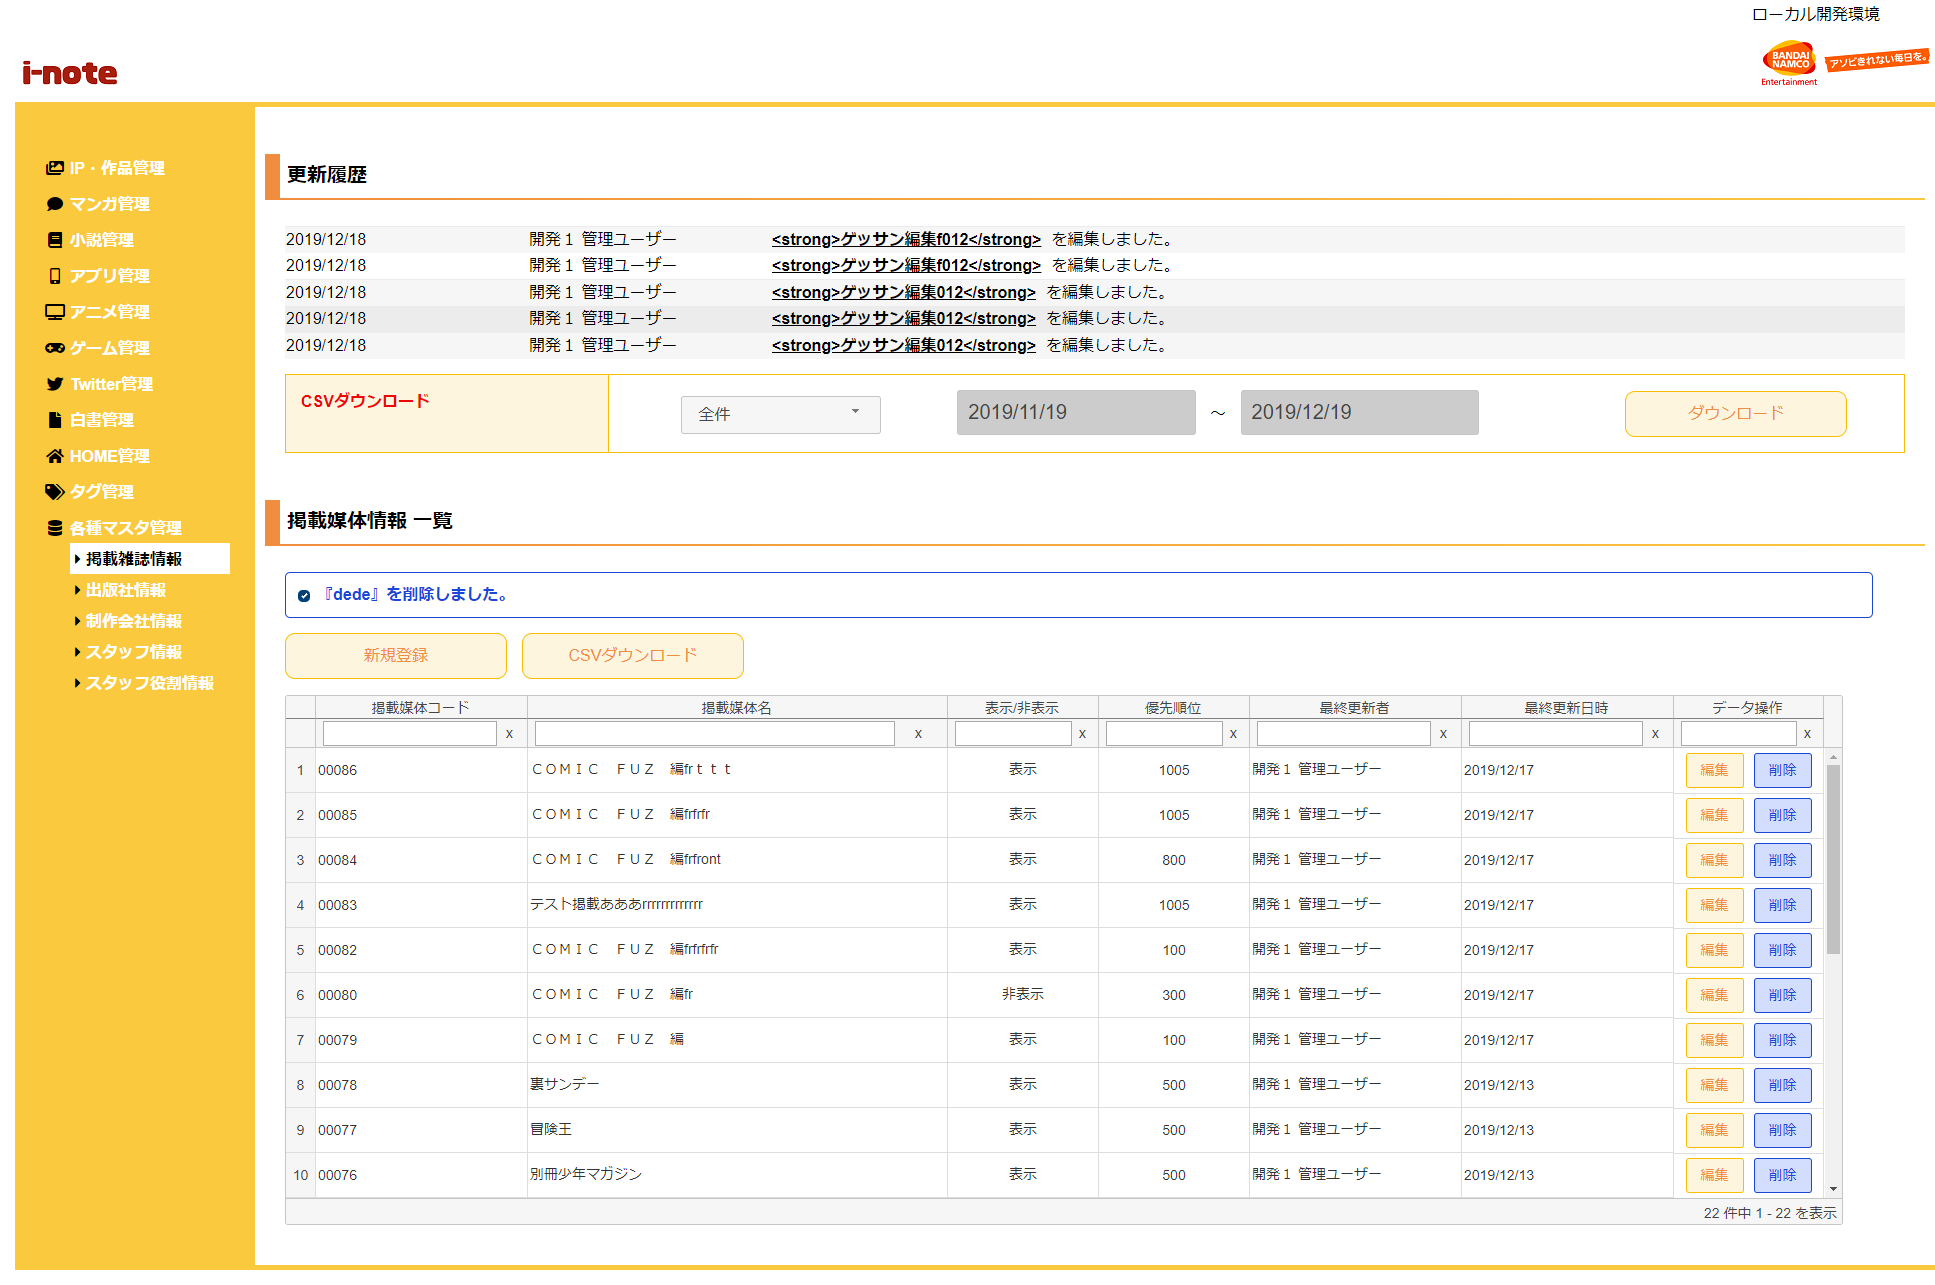 ローカル開発環境
i-note
BANDAI
NAMCO
Entertainment
アソビきれない毎日を。
IP・作品管理
マンガ管理
小説管理
アプリ管理
アニメ管理
ゲーム管理
Twitter管理
白書管理
HOME管理
タグ管理
各種マスタ管理
掲載雑誌情報
出版社情報
制作会社情報
スタッフ情報
スタッフ役割情報
更新履歴
2019/12/18 開発１ 管理ユーザー <strong>ゲッサン編集f012</strong> を編集しました。
2019/12/18 開発１ 管理ユーザー <strong>ゲッサン編集f012</strong> を編集しました。
2019/12/18 開発１ 管理ユーザー <strong>ゲッサン編集012</strong> を編集しました。
2019/12/18 開発１ 管理ユーザー <strong>ゲッサン編集012</strong> を編集しました。
2019/12/18 開発１ 管理ユーザー <strong>ゲッサン編集012</strong> を編集しました。
CSVダウンロード 全件 2019/11/19 ～ 2019/12/19 ダウンロード
掲載媒体情報 一覧
『dede』を削除しました。
新規登録 CSVダウンロード
掲載媒体コード 掲載媒体名 表示/非表示 優先順位 最終更新者 最終更新日時 データ操作
x x x x x x x
1 00086 ＣＯＭＩＣ　ＦＵＺ　編frｔｔｔ 表示 1005 開発１ 管理ユーザー 2019/12/17 編集 削除
2 00085 ＣＯＭＩＣ　ＦＵＺ　編frfrfr 表示 1005 開発１ 管理ユーザー 2019/12/17 編集 削除
3 00084 ＣＯＭＩＣ　ＦＵＺ　編frfront 表示 800 開発１ 管理ユーザー 2019/12/17 編集 削除
4 00083 テスト掲載あああrrrrrrrrrrrrr 表示 1005 開発１ 管理ユーザー 2019/12/17 編集 削除
5 00082 ＣＯＭＩＣ　ＦＵＺ　編frfrfrfr 表示 100 開発１ 管理ユーザー 2019/12/17 編集 削除
6 00080 ＣＯＭＩＣ　ＦＵＺ　編fr 非表示 300 開発１ 管理ユーザー 2019/12/17 編集 削除
7 00079 ＣＯＭＩＣ　ＦＵＺ　編 表示 100 開発１ 管理ユーザー 2019/12/17 編集 削除
8 00078 裏サンデー 表示 500 開発１ 管理ユーザー 2019/12/13 編集 削除
9 00077 冒険王 表示 500 開発１ 管理ユーザー 2019/12/13 編集 削除
10 00076 別冊少年マガジン 表示 500 開発１ 管理ユーザー 2019/12/13 編集 削除
22 件中 1 - 22 を表示